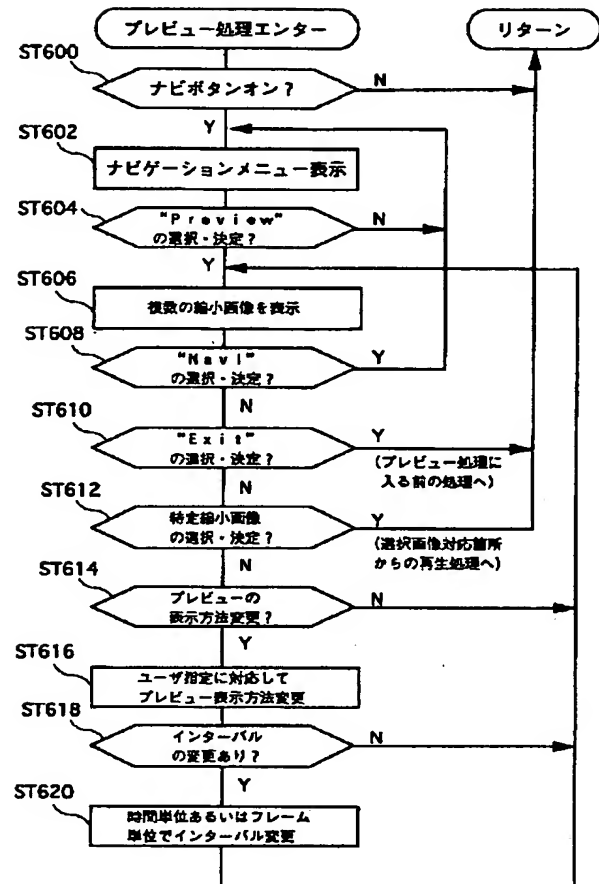 プレビュー処理エンター
リターン
ST600
ナビボタンオン?
N
Y
ST602
ナビゲーションメニュー表示
ST604
"Preview"
の選択・決定?
N
Y
ST606
複数の縮小画像を表示
ST608
"Navi"
の選択・決定?
Y
N
ST610
"Exit"
の選択・決定?
Y
(プレビュー処理に
入る前の処理へ)
N
ST612
特定縮小画像
の選択・決定?
Y
(選択画像対応箇所
からの再生処理へ)
N
ST614
プレビューの
表示方法変更?
N
Y
ST616
ユーザ指定に対応して
プレビュー表示方法変更
ST618
インターバル
の変更あり?
N
Y
ST620
時間単位あるいはフレーム
単位でインターバル変更